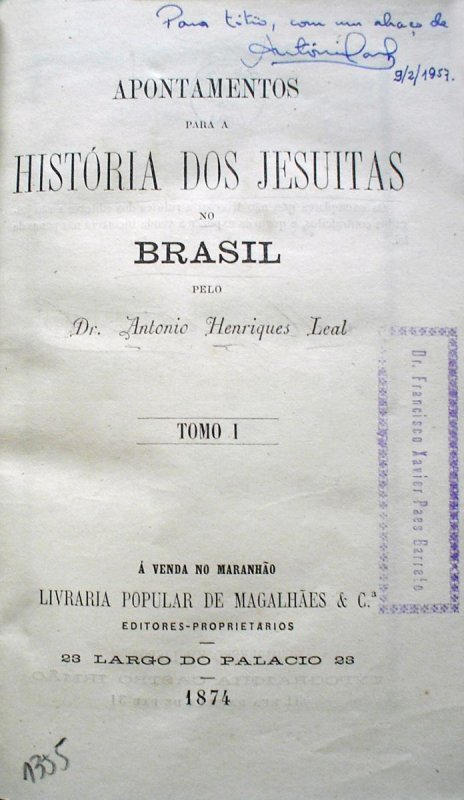 Para titio, com um abraço de
9/2/1957.
APONTAMENTOS
PARA A
HISTÓRIA DOS JESUITAS
NO
BRASIL
PELO
Dr. Antonio Henriques Leal
TOMO I
Dr. Francisco Xavier Paes Barreto
Á VENDA NO MARANHÃO
LIVRARIA POPULAR DE MAGALHÃES & C.ª
EDITORES-PROPRIETARIOS
23 LARGO DO PALACIO 23
1874
1355